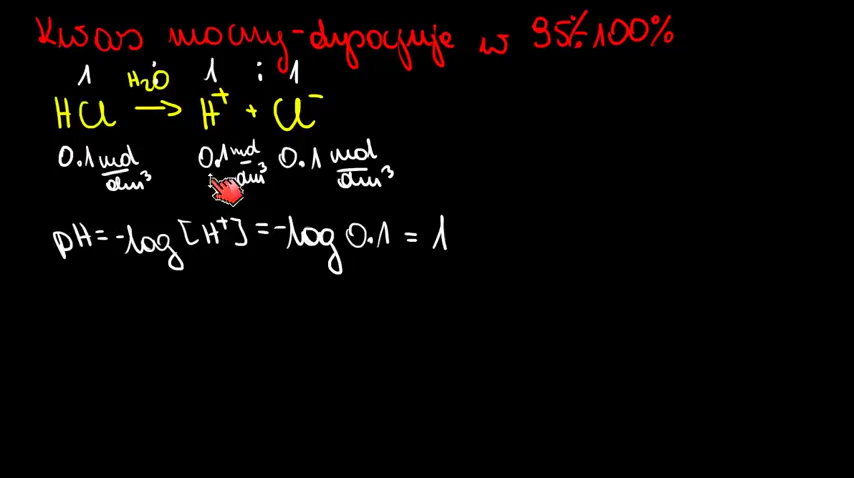 Kwas mocny - dysocjuje w 95%÷100%
1 1 : 1
HCl H₂O → H⁺ + Cl⁻
0.1 mol/dm³ 0.1 mol/dm³ 0.1 mol/dm³
pH = -log [H⁺] = -log 0.1 = 1